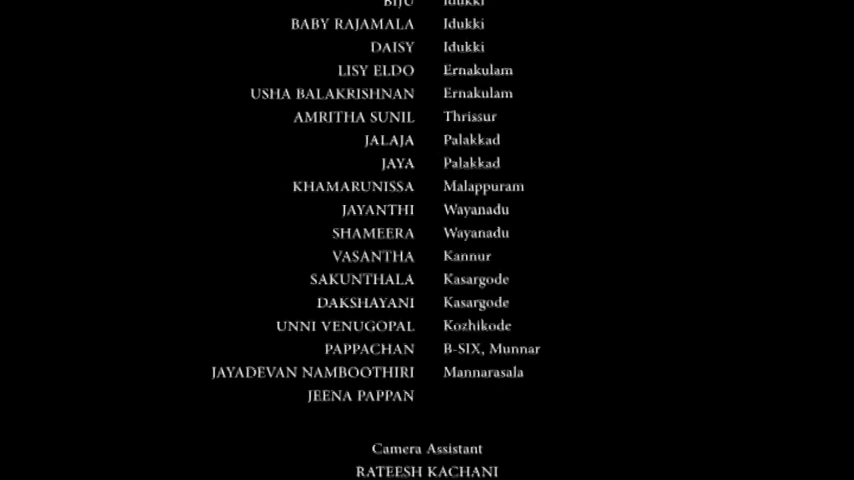 BIJU Idukki
BABY RAJAMALA Idukki
DAISY Idukki
LISY ELDO Ernakulam
USHA BALAKRISHNAN Ernakulam
AMRITHA SUNIL Thrissur
JALAJA Palakkad
JAYA Palakkad
KHAMARUNISSA Malappuram
JAYANTHI Wayanadu
SHAMEERA Wayanadu
VASANTHA Kannur
SAKUNTHALA Kasargode
DAKSHAYANI Kasargode
UNNI VENUGOPAL Kozhikode
PAPPACHAN B-SIX, Munnar
JAYADEVAN NAMBOOTHIRI Mannarasala
JEENA PAPPAN
Camera Assistant
RATEESH KACHANI